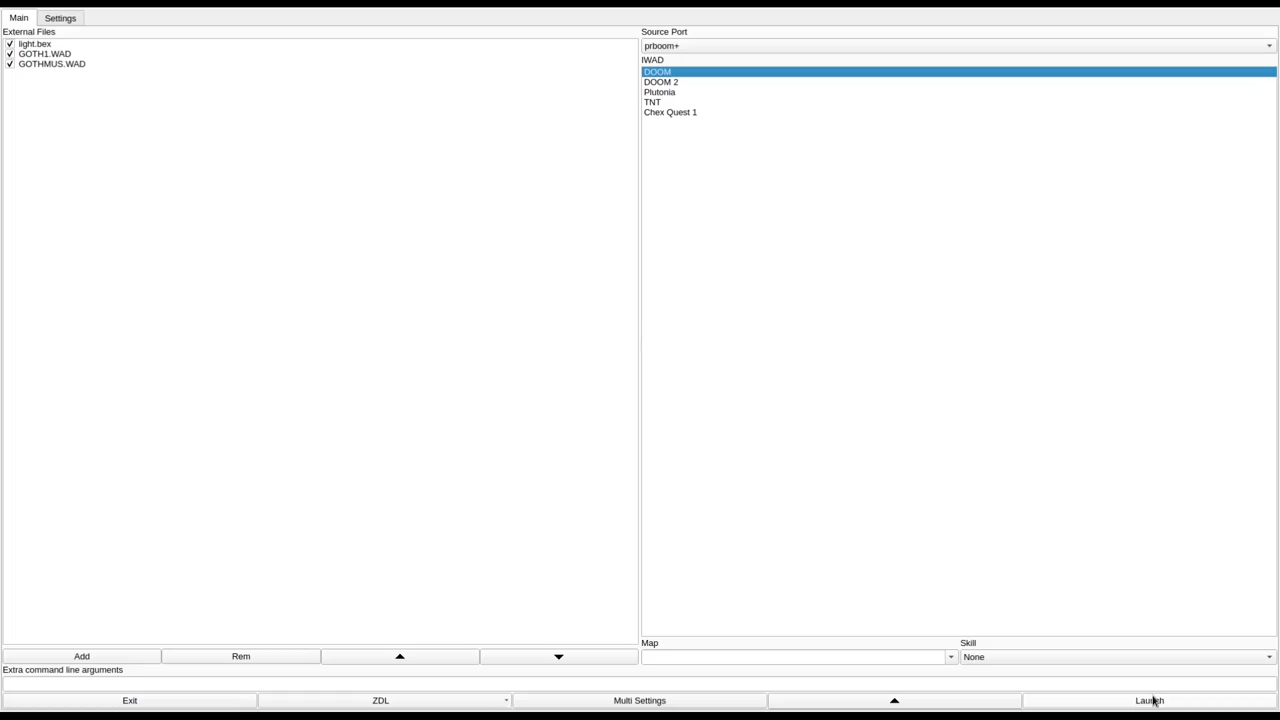 Main Settings
External Files
light.bex
GOTH1.WAD
GOTHMUS.WAD
Source Port
prboom+
IWAD
DOOM
DOOM 2
Plutonia
TNT
Chex Quest 1
Map
Skill
None
Add Rem
Extra command line arguments
Exit ZDL Multi Settings Launch